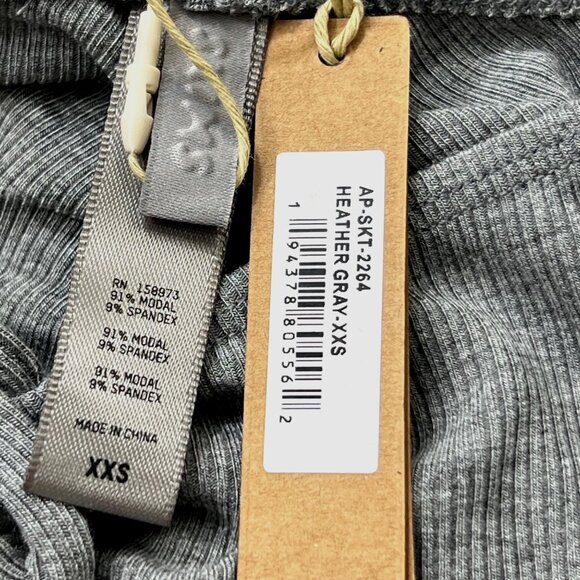 RN 158973
91% MODAL
9% SPANDEX
91% MODAL
9% SPANDEX
91% MODAL
9% SPANDEX
MADE IN CHINA
XXS
AP-SKT-2264
HEATHER GRAY-XXS
1 94378 80556 2